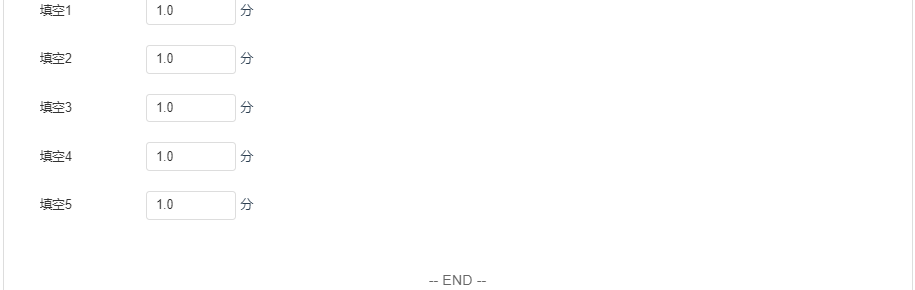 填空1 1.0 分
填空2 1.0 分
填空3 1.0 分
填空4 1.0 分
填空5 1.0 分
-- END --